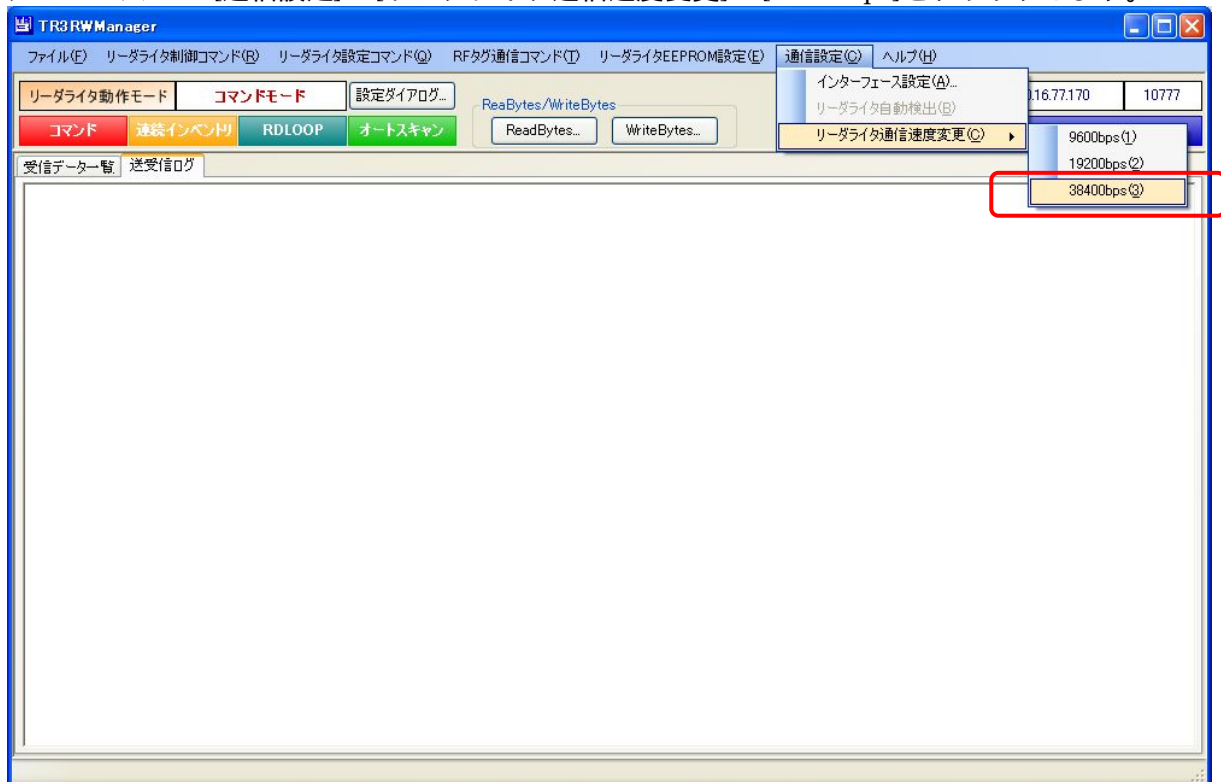 TR3RWManager
ファイル(F) リーダライタ制御コマンド(R) リーダライタ設定コマンド(Q) RFタグ通信コマンド(T) リーダライタEEPROM設定(E) 通信設定(C) ヘルプ(H)
リーダライタ動作モード コマンドモード 設定ダイアログ... ReaBytes/WriteBytes インターフェース設定(A)... .16.77.170 10777
リーダライタ自動検出(B)
コマンド 連続インベントリ RDLOOP オートスキャン ReadBytes... WriteBytes... リーダライタ通信速度変更(C) 9600bps(1)
受信データ一覧 送受信ログ 19200bps(2)
38400bps(3)